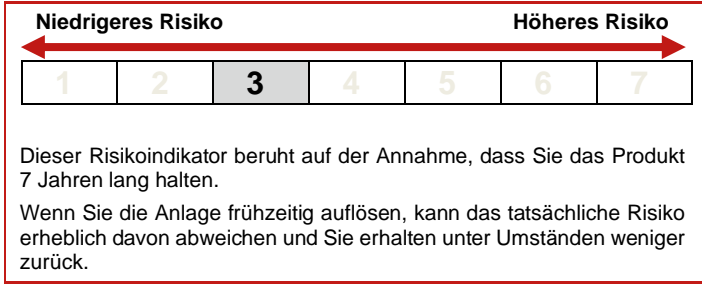 Niedrigeres Risiko Höheres Risiko
1 2 3 4 5 6 7
Dieser Risikoindikator beruht auf der Annahme, dass Sie das Produkt
7 Jahren lang halten.
Wenn Sie die Anlage frühzeitig auflösen, kann das tatsächliche Risiko
erheblich davon abweichen und Sie erhalten unter Umständen weniger
zurück.